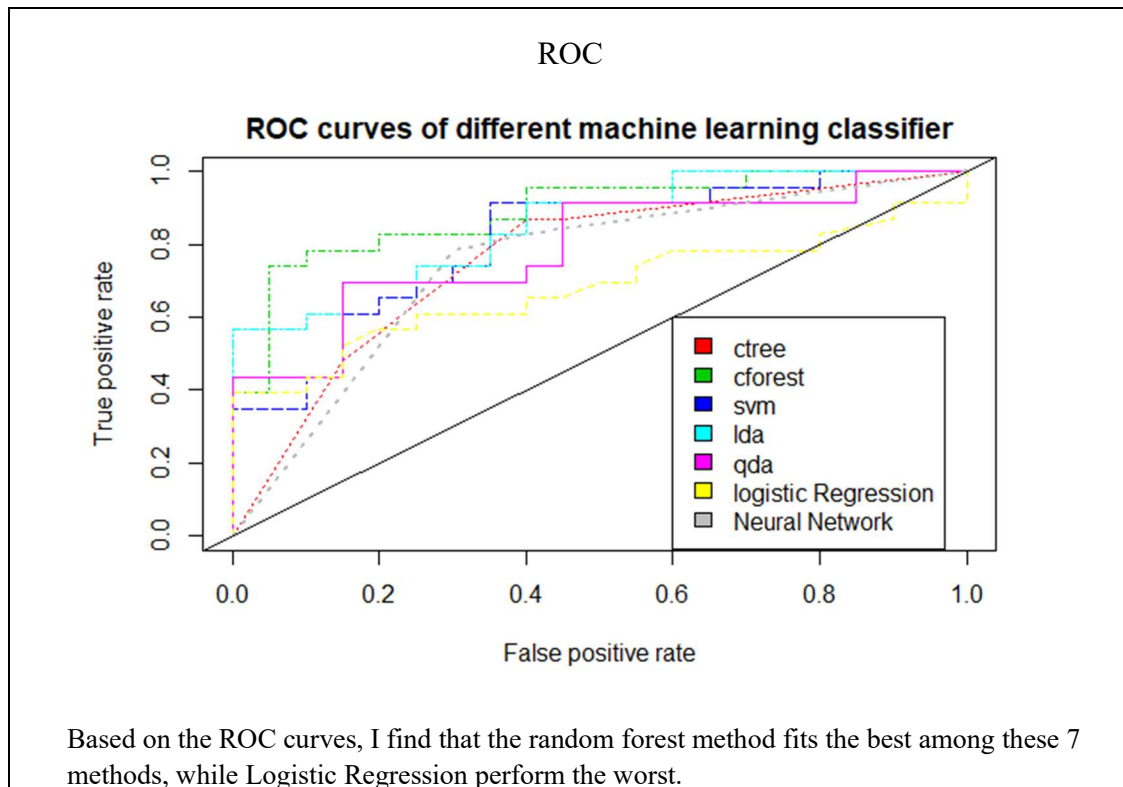 ROC
ROC curves of different machine learning classifier
True positive rate
1.0
0.8
0.6
0.4
0.2
0.0
ctree
cforest
svm
lda
qda
logistic Regression
Neural Network
0.0 0.2 0.4 0.6 0.8 1.0
False positive rate
Based on the ROC curves, I find that the random forest method fits the best among these 7
methods, while Logistic Regression perform the worst.